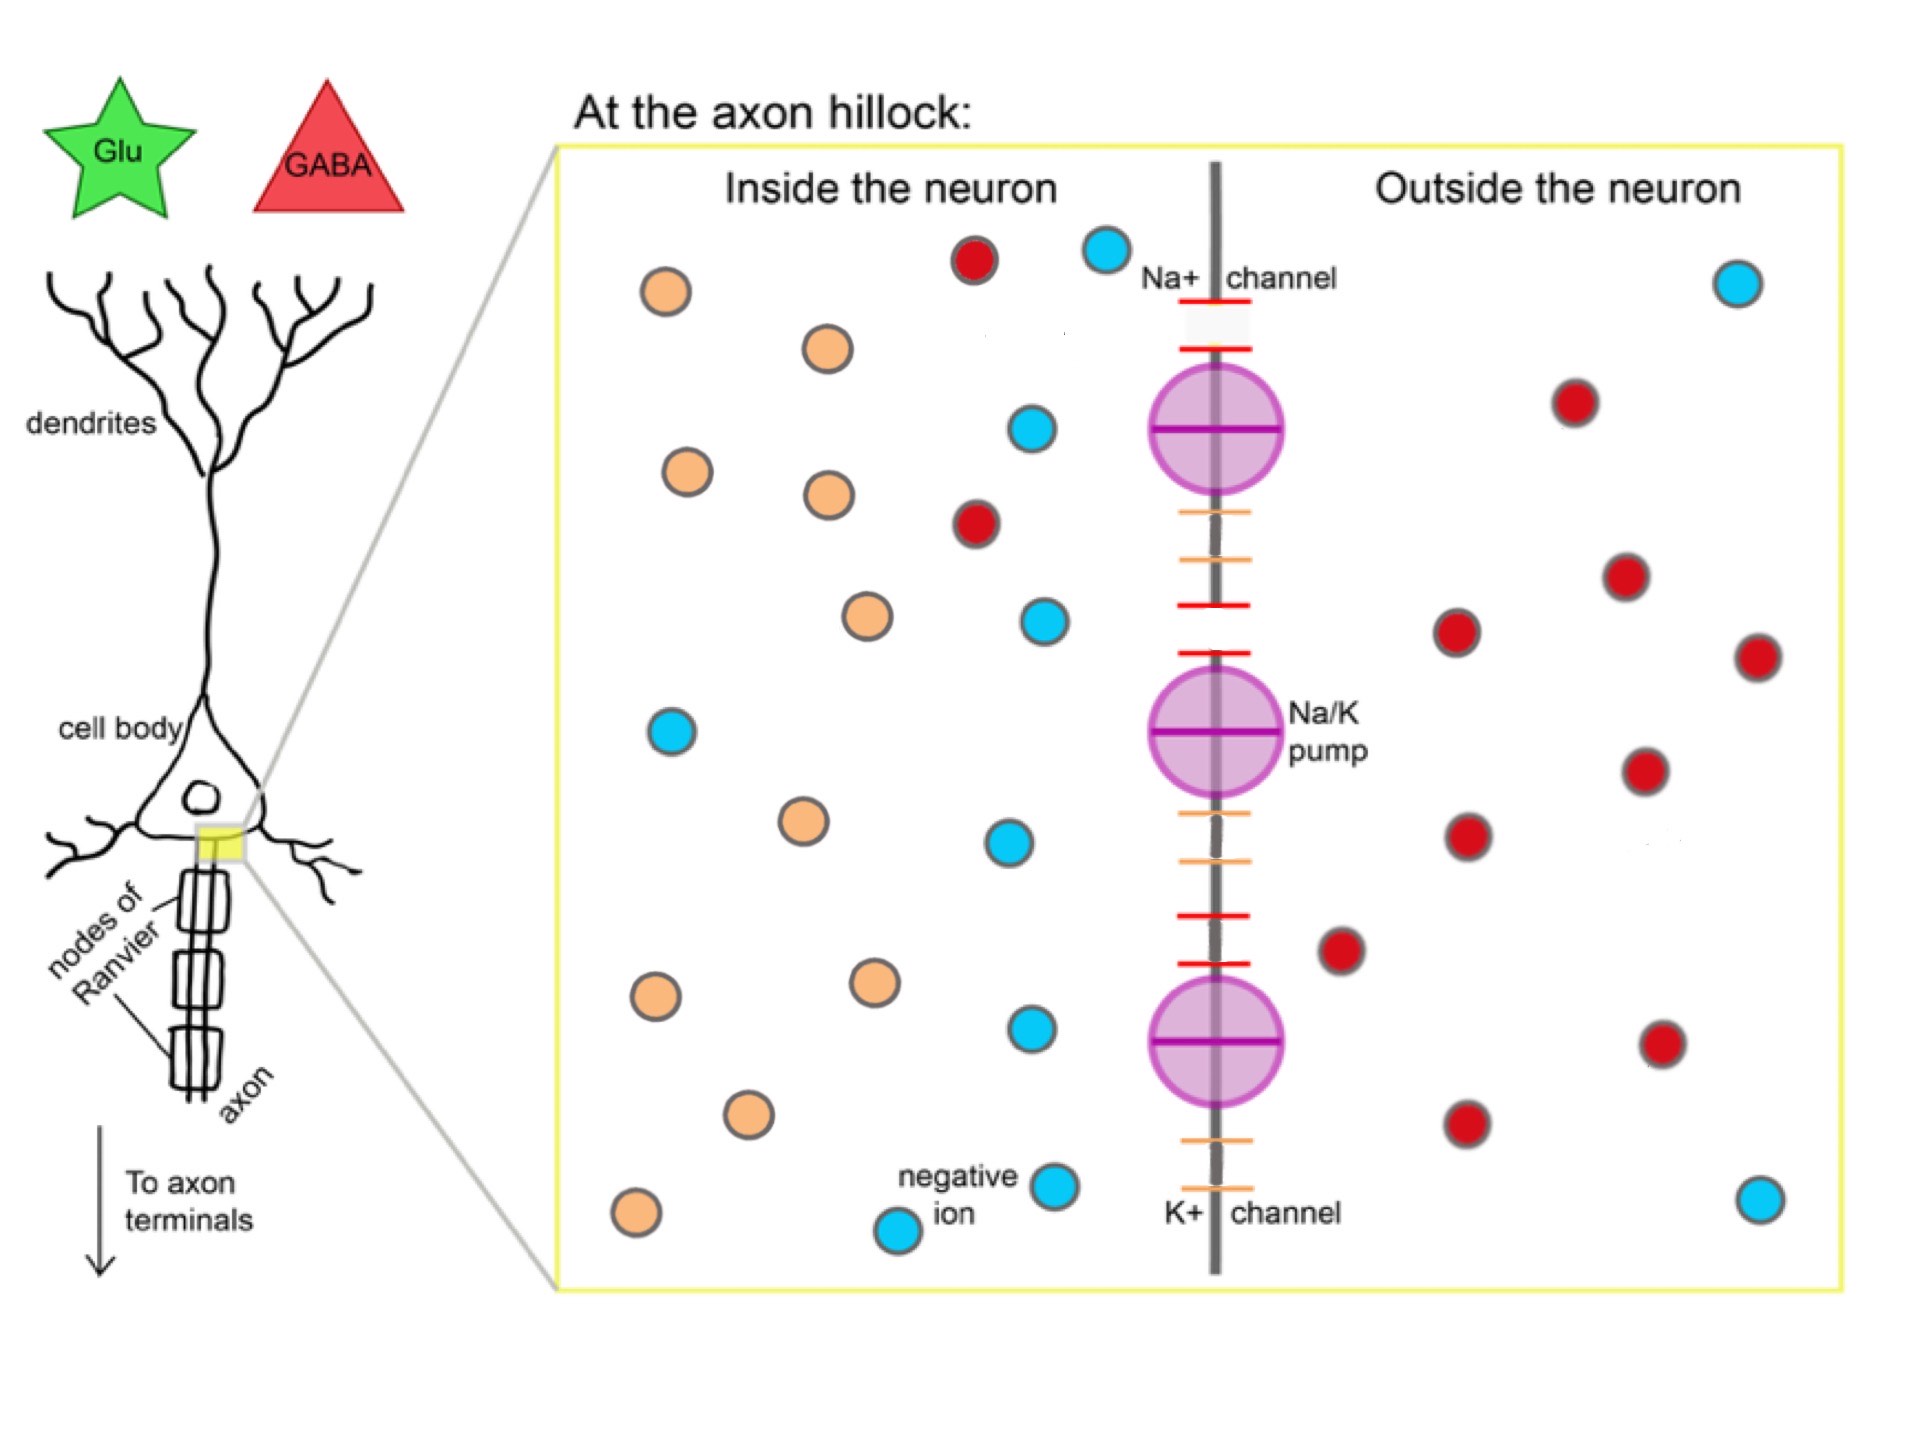 Glu
GABA
At the axon hillock:
Inside the neuron
Outside the neuron
Na+ channel
dendrites
cell body
Na/K
pump
nodes of
Ranvier
axon
To axon
terminals
negative
ion
K+ channel